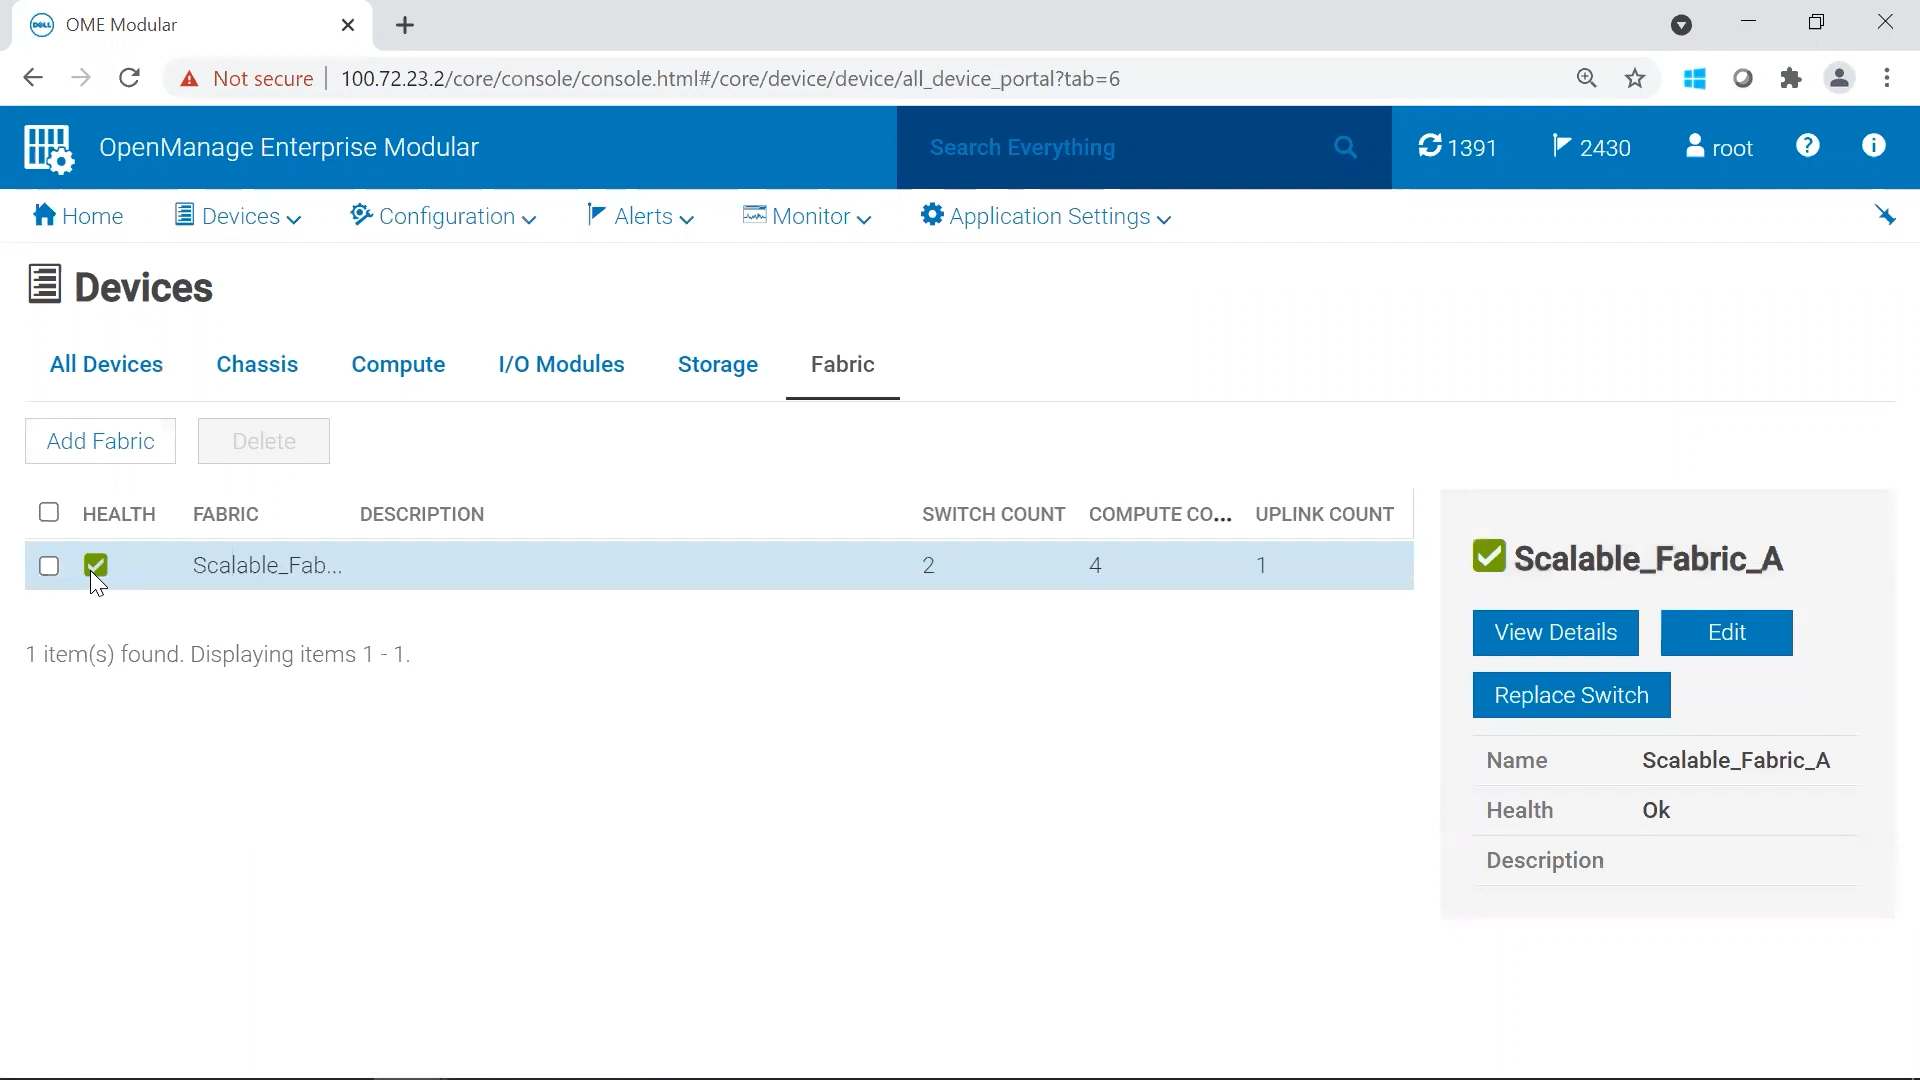 OME Modular
Not secure 100.72.23.2/core/console/console.html#/core/device/device/all_device_portal?tab=6
OpenManage Enterprise Modular Search Everything 1391 2430 root ? i
Home Devices Configuration Alerts Monitor Application Settings
Devices
All Devices Chassis Compute I/O Modules Storage Fabric
Add Fabric Delete
HEALTH FABRIC DESCRIPTION SWITCH COUNT COMPUTE CO... UPLINK COUNT
Scalable_Fab... 2 4 1
1 item(s) found. Displaying items 1 - 1.
Scalable_Fabric_A
View Details Edit
Replace Switch
Name Scalable_Fabric_A
Health Ok
Description